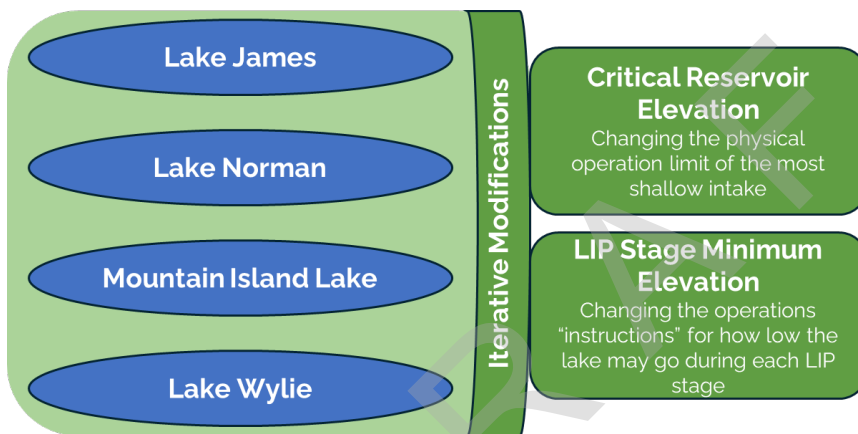 Lake James
Lake Norman
Mountain Island Lake
Lake Wylie
Iterative Modifications
Critical Reservoir
Elevation
Changing the physical
operation limit of the most
shallow intake
LIP Stage Minimum
Elevation
Changing the operations
“instructions” for how low the
lake may go during each LIP
stage
R A F